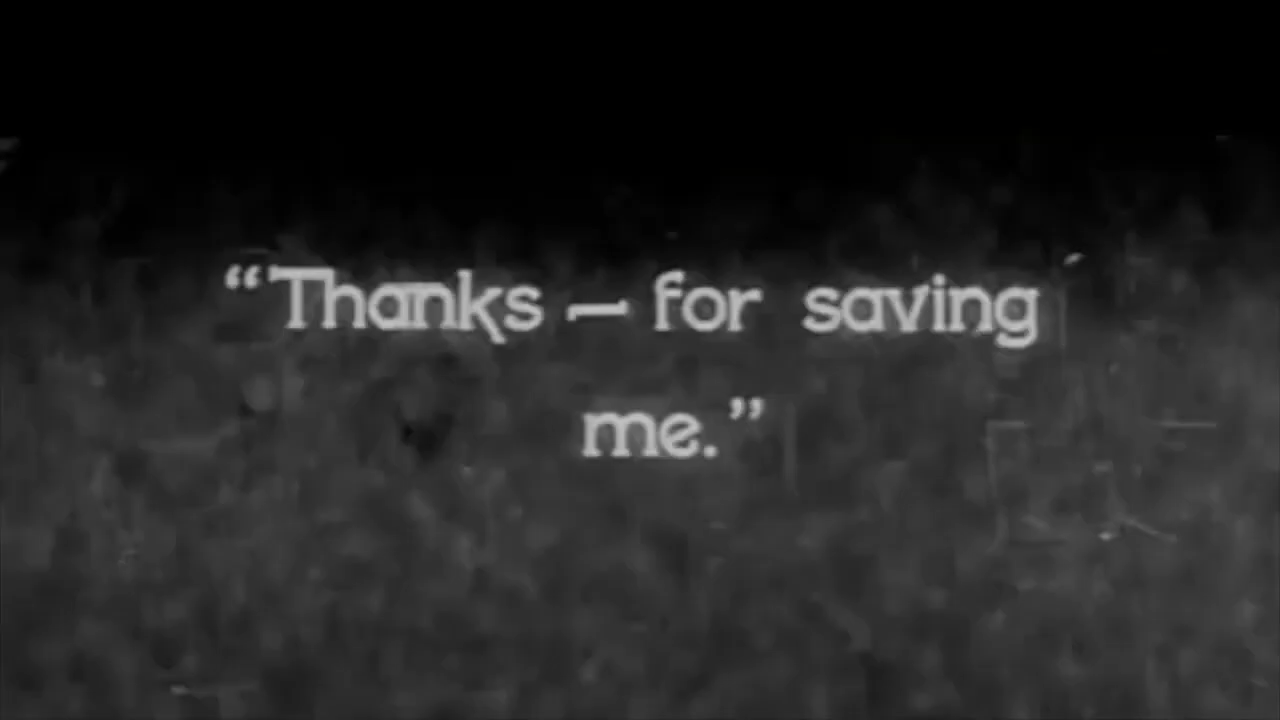 “Thanks — for saving
me.”